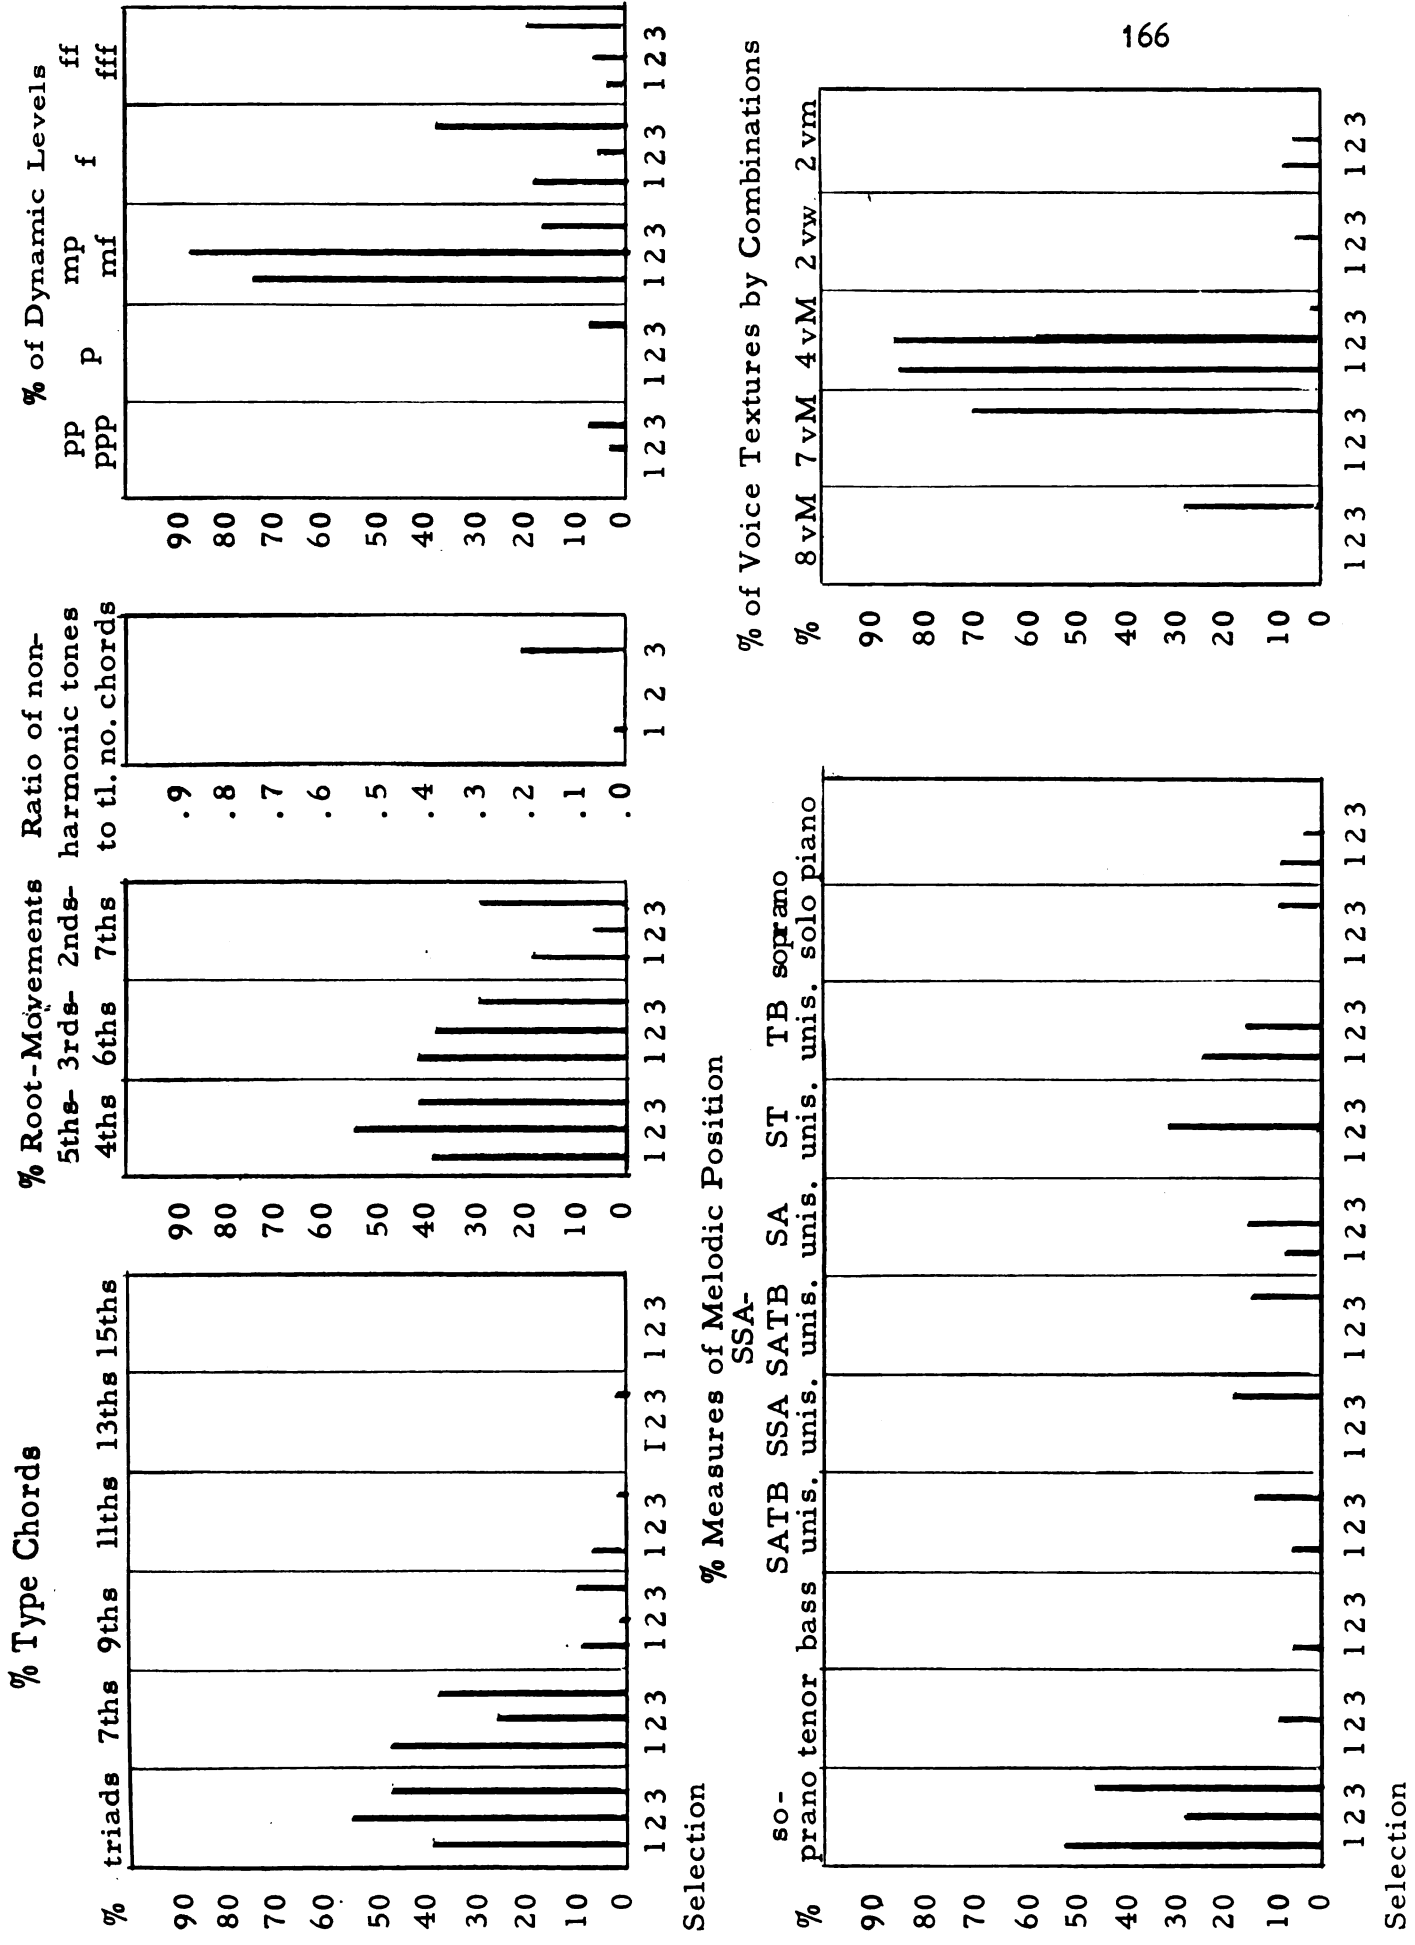 166
% Type Chords
triads 7ths 9ths 11ths 13ths 15ths
%
90
80
70
60
50
40
30
20
10
0
1 2 3 1 2 3 1 2 3 1 2 3 1 2 3 1 2 3
Selection
% Root-Movements
5ths- 3rds- 2nds-
4ths 6ths 7ths
90
80
70
60
50
40
30
20
10
0
1 2 3 1 2 3 1 2 3
Ratio of non-
harmonic tones
to tl. no. chords
.9
.8
.7
.6
.5
.4
.3
.2
.1
.0
1 2 3
% of Dynamic Levels
pp p mp f ff
ppp mf fff
90
80
70
60
50
40
30
20
10
0
1 2 3 1 2 3 1 2 3 1 2 3 1 2 3
% Measures of Melodic Position
SSA-
so- SATB SSA SATB SA ST TB soprano
prano tenor bass unis. unis. unis. unis. unis. unis. solo piano
%
90
80
70
60
50
40
30
20
10
0
1 2 3 1 2 3 1 2 3 1 2 3 1 2 3 1 2 3 1 2 3 1 2 3 1 2 3 1 2 3 1 2 3
Selection
% of Voice Textures by Combinations
% 8 vM 7 vM 4 vM 2 vw 2 vm
90
80
70
60
50
40
30
20
10
0
1 2 3 1 2 3 1 2 3 1 2 3 1 2 3